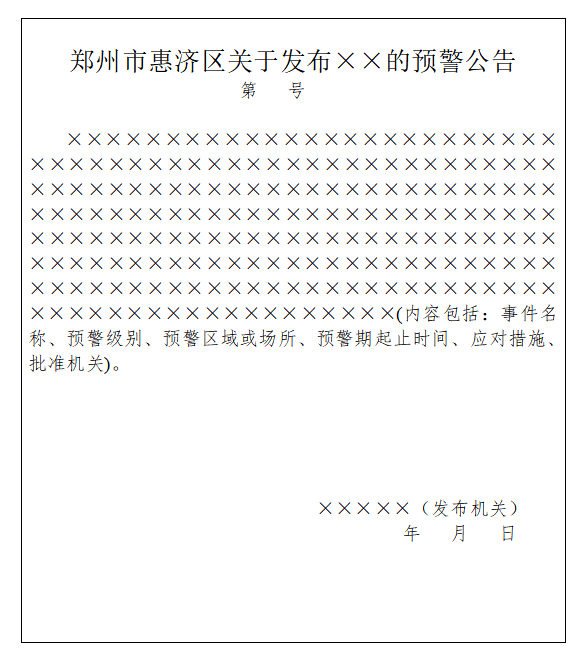 郑州市惠济区关于发布××的预警公告
第 号
×××××××××××××××××××××××××
×××××××××××××××××××××××××××
×××××××××××××××××××××××××××
×××××××××××××××××××××××××××
×××××××××××××××××××××××××××
×××××××××××××××××××××××××××
×××××××××××××××××××××××××××
×××××××××××××××××××(内容包括：事件名
称、预警级别、预警区域或场所、预警期起止时间、应对措施、
批准机关)。
×××××（发布机关）
年 月 日